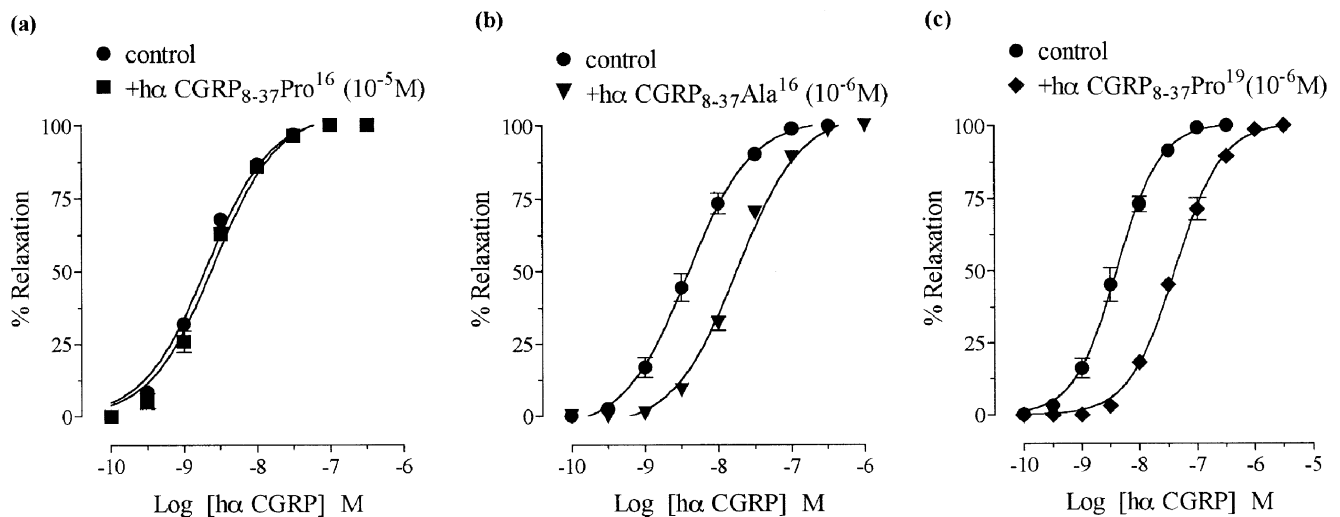 (a)
● control
■ +hα CGRP₈₋₃₇Pro¹⁶ (10⁻⁵M)
100
75
50
25
0
% Relaxation
-10 -9 -8 -7 -6
Log [hα CGRP] M
(b)
● control
▼ +hα CGRP₈₋₃₇Ala¹⁶ (10⁻⁶M)
100
75
50
25
0
% Relaxation
-10 -9 -8 -7 -6
Log [hα CGRP] M
(c)
● control
◆ +hα CGRP₈₋₃₇Pro¹⁹(10⁻⁶M)
100
75
50
25
0
% Relaxation
-10 -9 -8 -7 -6 -5
Log [hα CGRP] M